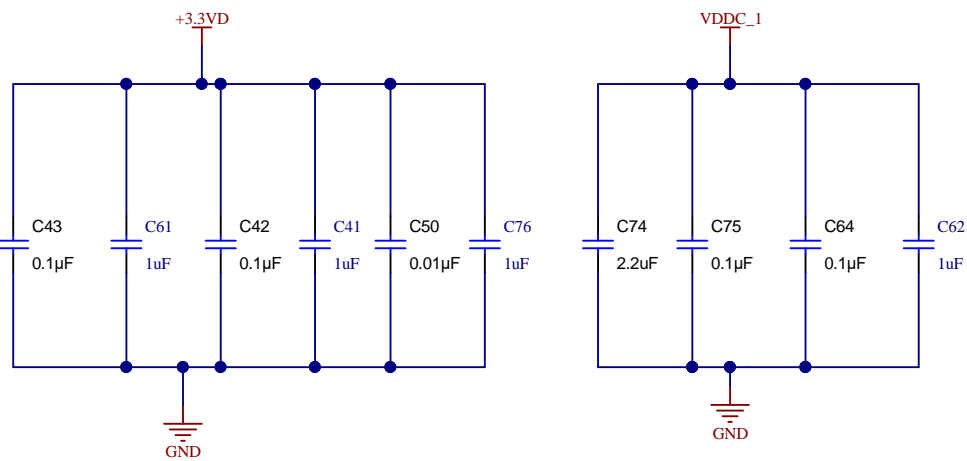 +3.3VD
VDDC_1
C43
C61
C42
C41
C50
C76
C74
C75
C64
C62
0.1µF
1uF
0.1µF
1uF
0.01µF
1uF
2.2uF
0.1µF
0.1µF
1uF
GND
GND